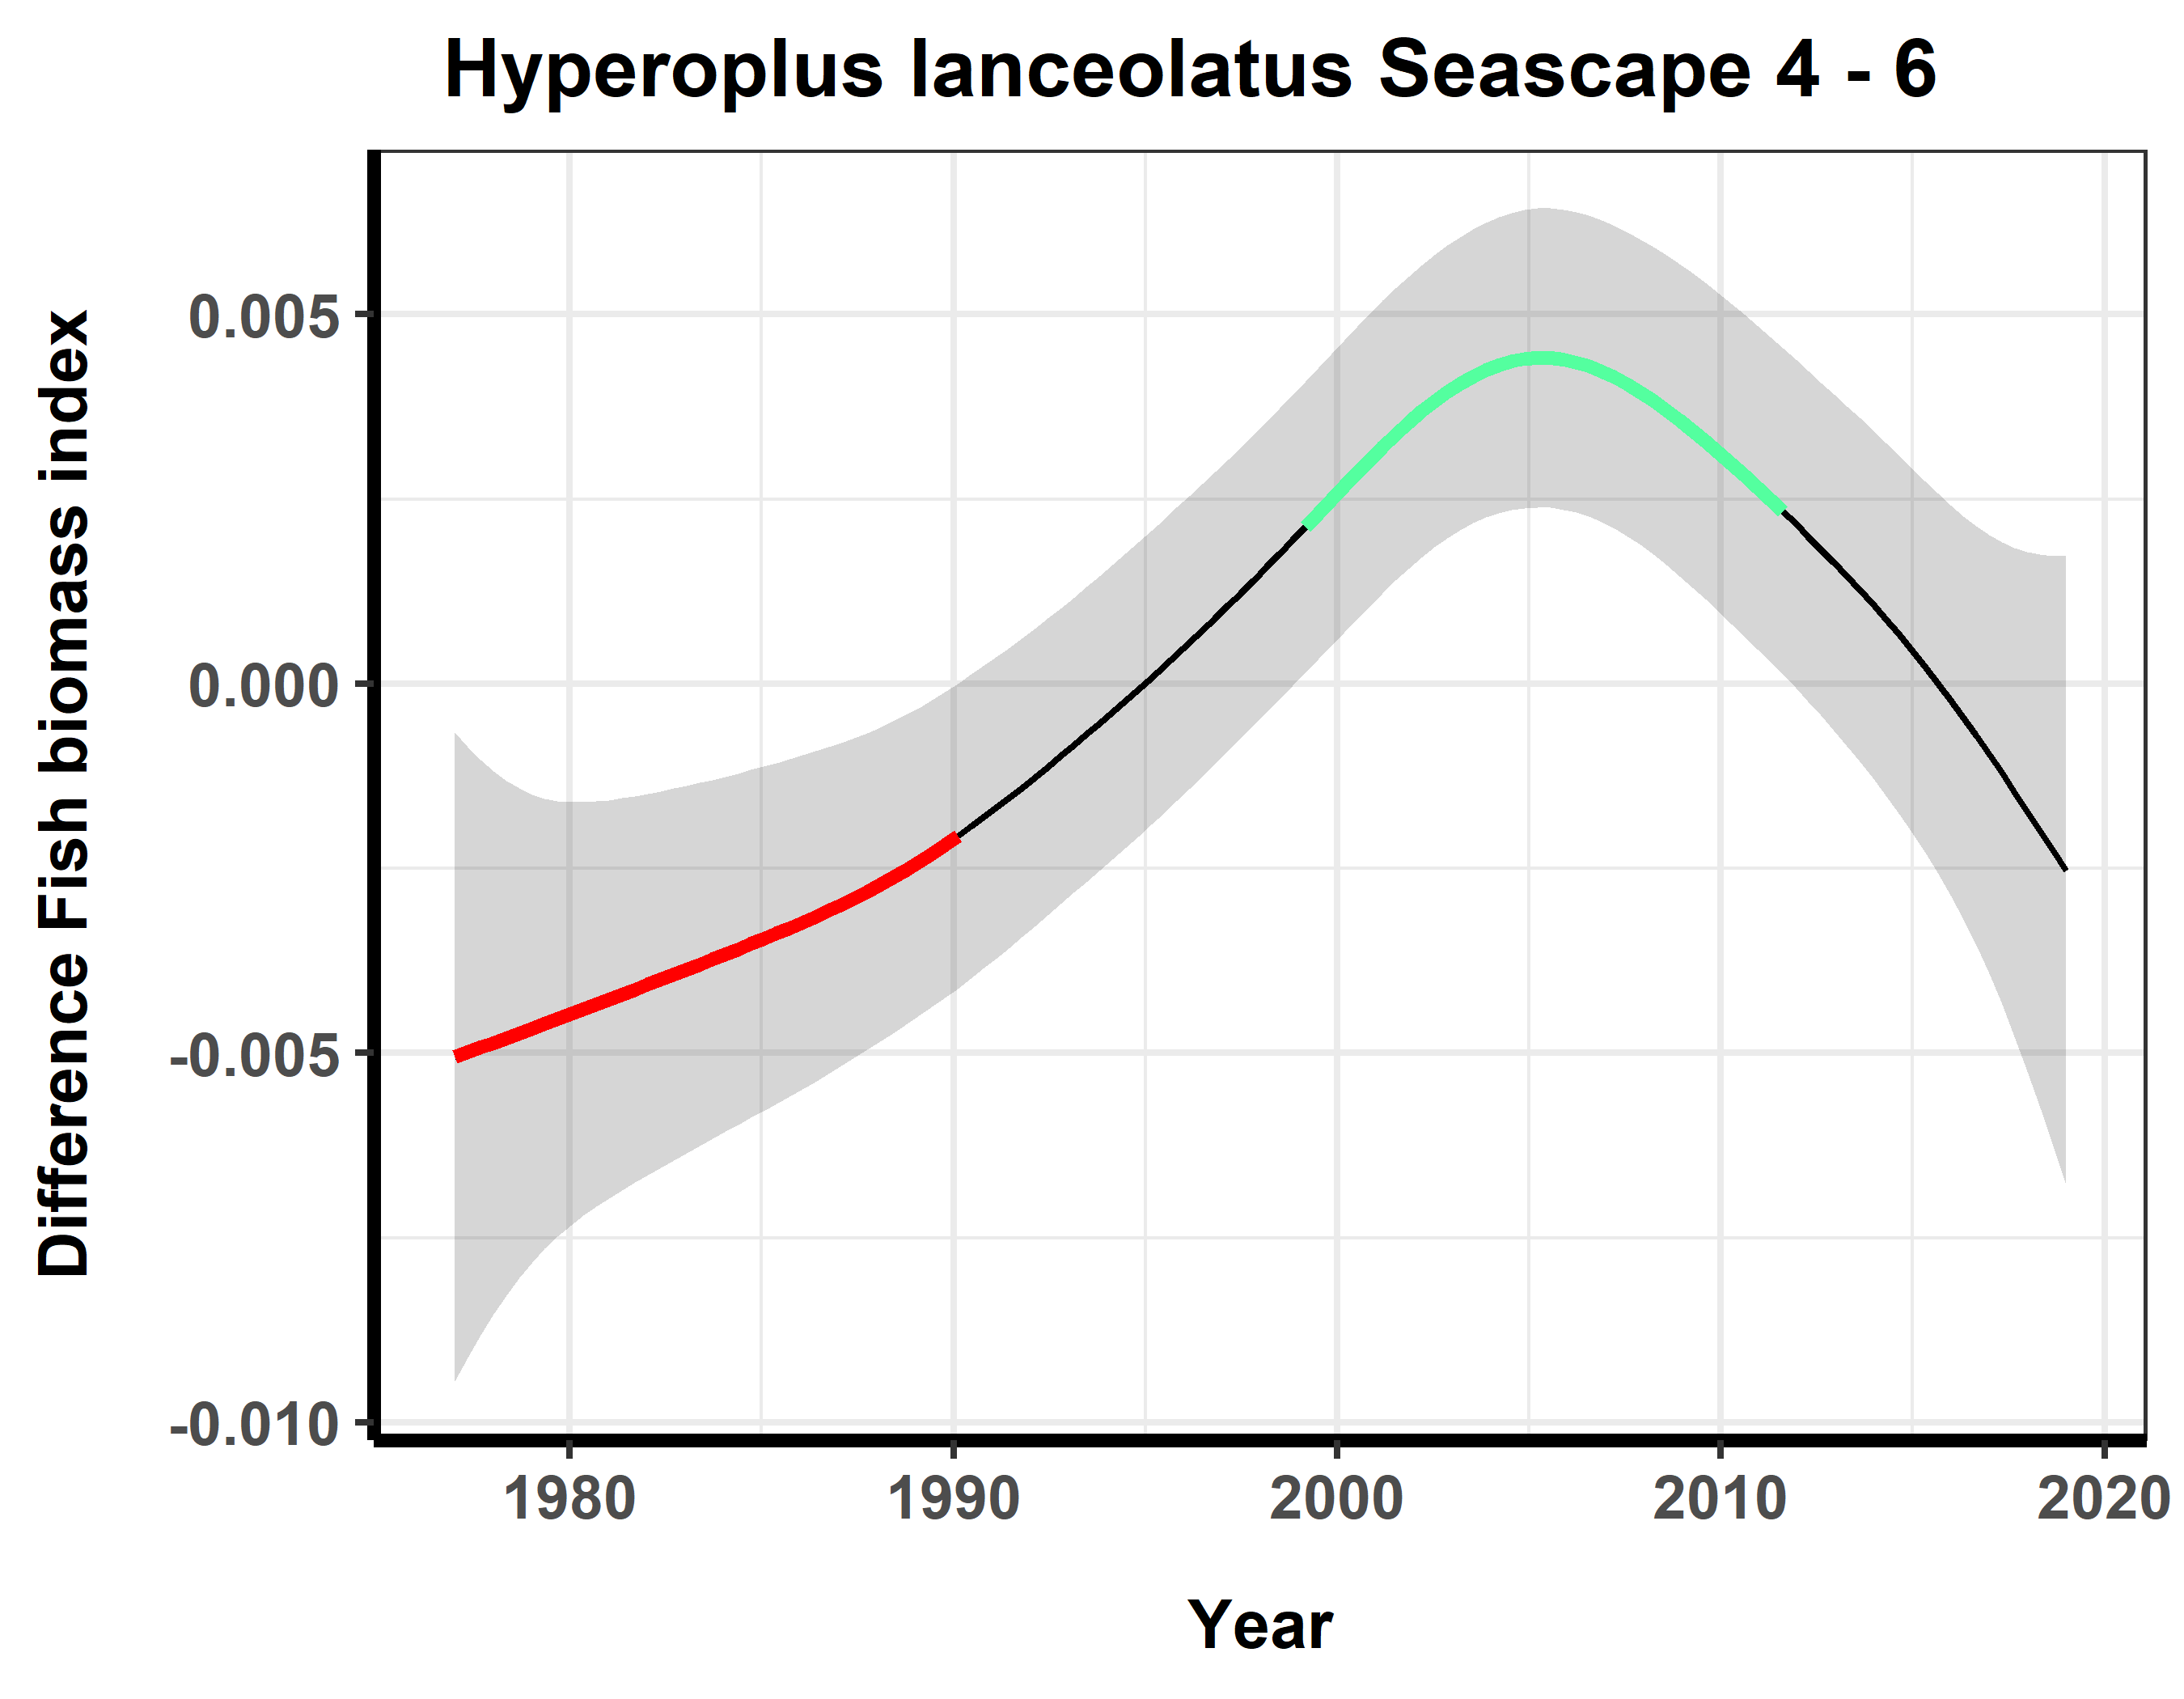 Hyperoplus lanceolatus Seascape 4 - 6
Difference Fish biomass index
0.005
0.000
-0.005
-0.010
1980 1990 2000 2010 2020
Year